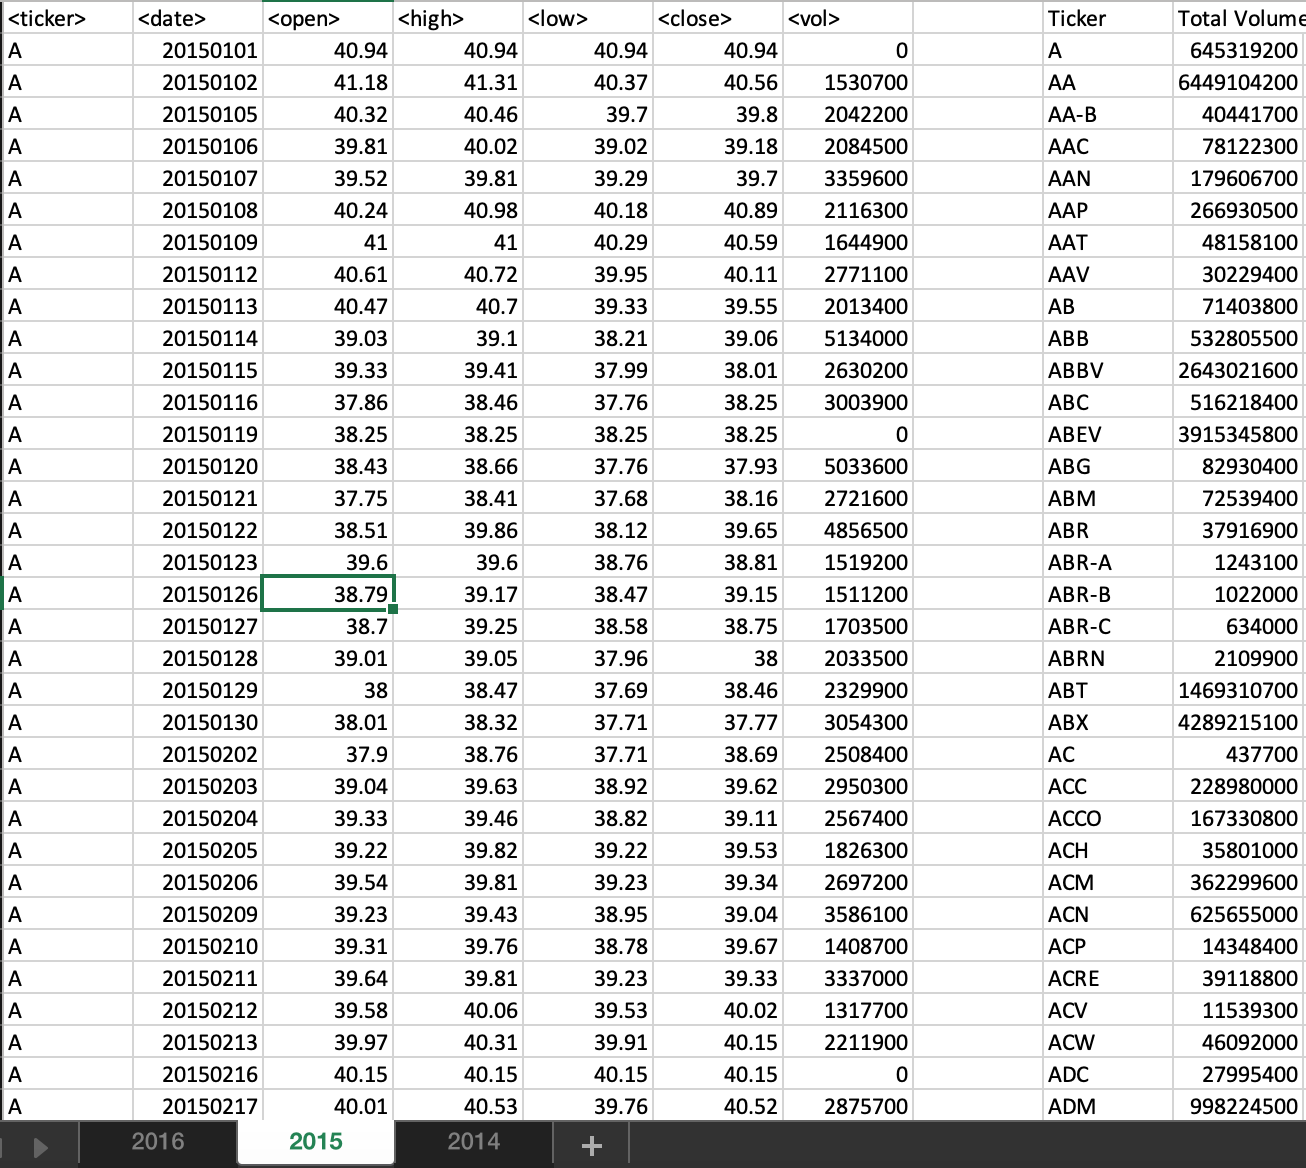 <ticker> <date> <open> <high> <low> <close> <vol> Ticker Total Volume
A 20150101 40.94 40.94 40.94 40.94 0 A 645319200
A 20150102 41.18 41.31 40.37 40.56 1530700 AA 6449104200
A 20150105 40.32 40.46 39.7 39.8 2042200 AA-B 40441700
A 20150106 39.81 40.02 39.02 39.18 2084500 AAC 78122300
A 20150107 39.52 39.81 39.29 39.7 3359600 AAN 179606700
A 20150108 40.24 40.98 40.18 40.89 2116300 AAP 266930500
A 20150109 41 41 40.29 40.59 1644900 AAT 48158100
A 20150112 40.61 40.72 39.95 40.11 2771100 AAV 30229400
A 20150113 40.47 40.7 39.33 39.55 2013400 AB 71403800
A 20150114 39.03 39.1 38.21 39.06 5134000 ABB 532805500
A 20150115 39.33 39.41 37.99 38.01 2630200 ABBV 2643021600
A 20150116 37.86 38.46 37.76 38.25 3003900 ABC 516218400
A 20150119 38.25 38.25 38.25 38.25 0 ABEV 3915345800
A 20150120 38.43 38.66 37.76 37.93 5033600 ABG 82930400
A 20150121 37.75 38.41 37.68 38.16 2721600 ABM 72539400
A 20150122 38.51 39.86 38.12 39.65 4856500 ABR 37916900
A 20150123 39.6 39.6 38.76 38.81 1519200 ABR-A 1243100
A 20150126 38.79 39.17 38.47 39.15 1511200 ABR-B 1022000
A 20150127 38.7 39.25 38.58 38.75 1703500 ABR-C 634000
A 20150128 39.01 39.05 37.96 38 2033500 ABRN 2109900
A 20150129 38 38.47 37.69 38.46 2329900 ABT 1469310700
A 20150130 38.01 38.32 37.71 37.77 3054300 ABX 4289215100
A 20150202 37.9 38.76 37.71 38.69 2508400 AC 437700
A 20150203 39.04 39.63 38.92 39.62 2950300 ACC 228980000
A 20150204 39.33 39.46 38.82 39.11 2567400 ACCO 167330800
A 20150205 39.22 39.82 39.22 39.53 1826300 ACH 35801000
A 20150206 39.54 39.81 39.23 39.34 2697200 ACM 362299600
A 20150209 39.23 39.43 38.95 39.04 3586100 ACN 625655000
A 20150210 39.31 39.76 38.78 39.67 1408700 ACP 14348400
A 20150211 39.64 39.81 39.23 39.33 3337000 ACRE 39118800
A 20150212 39.58 40.06 39.53 40.02 1317700 ACV 11539300
A 20150213 39.97 40.31 39.91 40.15 2211900 ACW 46092000
A 20150216 40.15 40.15 40.15 40.15 0 ADC 27995400
A 20150217 40.01 40.53 39.76 40.52 2875700 ADM 998224500
2016 2015 2014 +